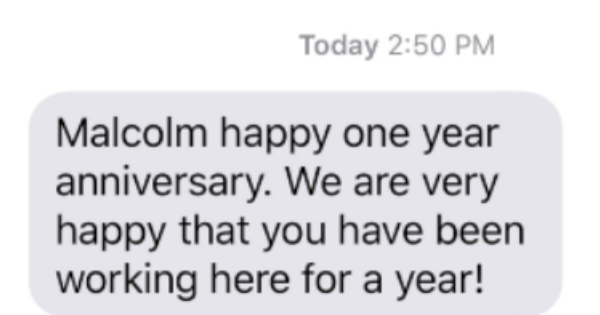 Today 2:50 PM
Malcolm happy one year
anniversary. We are very
happy that you have been
working here for a year!